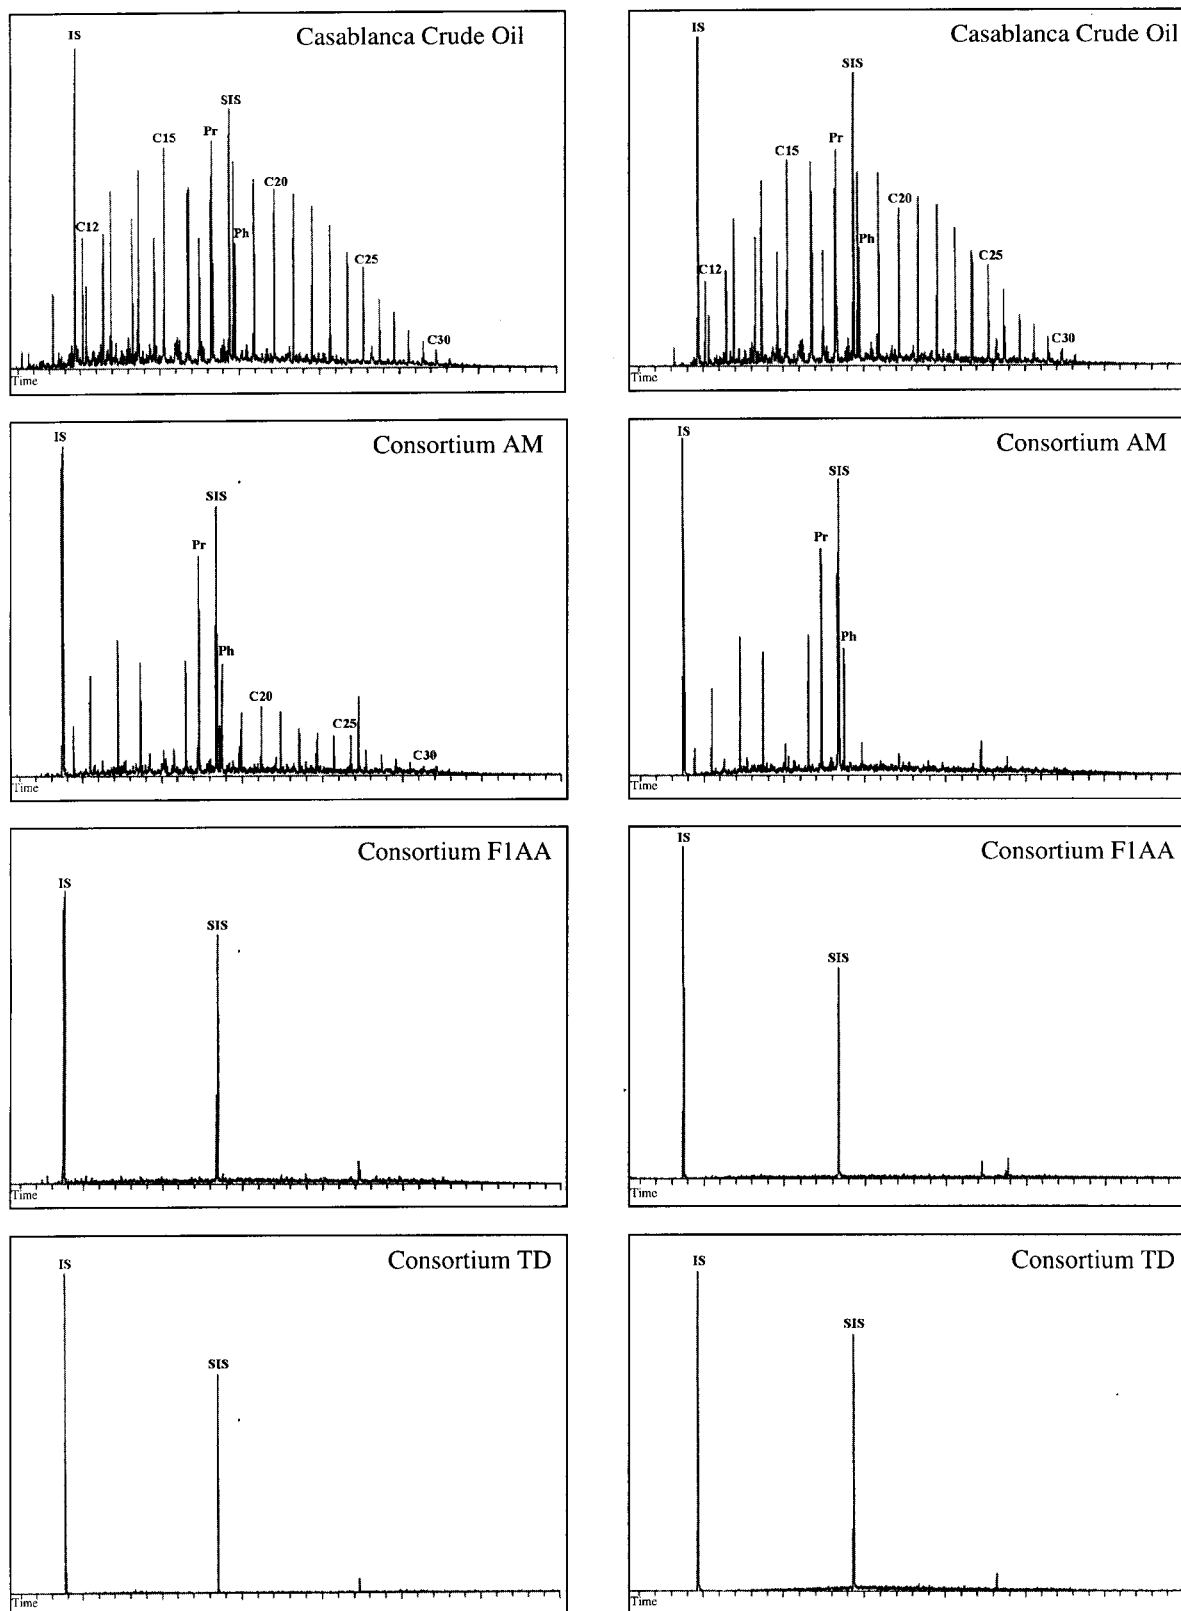 Casablanca Crude Oil
IS
SIS
C15
Pr
C20
C12
Ph
C25
C30
Time
Casablanca Crude Oil
IS
SIS
C15
Pr
C20
Ph
C12
C25
C30
Time
Consortium AM
IS
SIS
Pr
Ph
C20
C25
C30
Time
Consortium AM
IS
SIS
Pr
Ph
Time
Consortium F1AA
IS
SIS
Time
Consortium F1AA
IS
SIS
Time
Consortium TD
IS
SIS
Time
Consortium TD
IS
SIS
Time